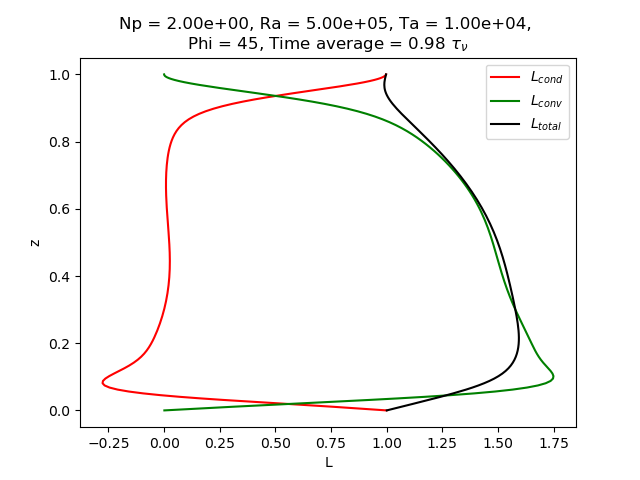 Np = 2.00e+00, Ra = 5.00e+05, Ta = 1.00e+04,
Phi = 45, Time average = 0.98 τν
L_cond
L_conv
L_total
1.0
0.8
0.6
0.4
0.2
0.0
z
−0.25 0.00 0.25 0.50 0.75 1.00 1.25 1.50 1.75
L